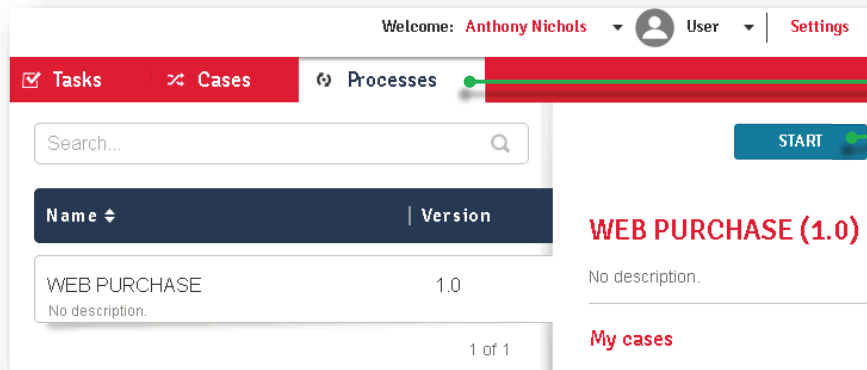 Welcome: Anthony Nichols User Settings
Tasks Cases Processes
Search...
START
Name Version
WEB PURCHASE (1.0)
WEB PURCHASE 1.0
No description.
No description.
My cases
1 of 1